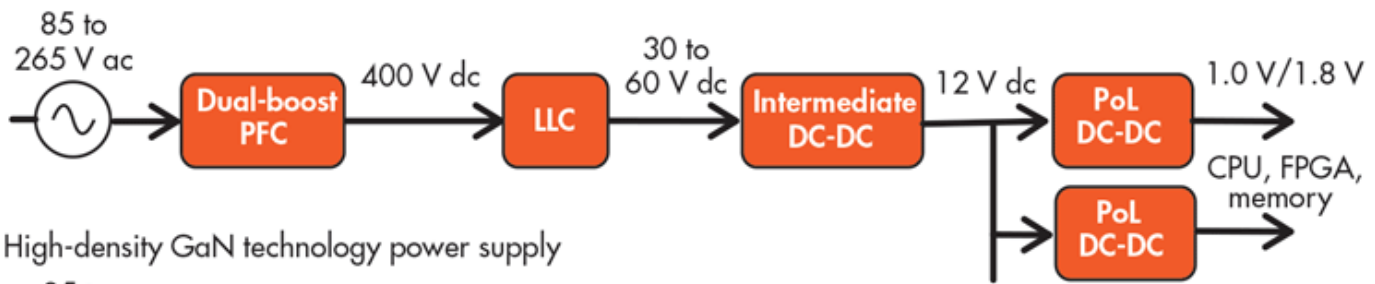 85 to
265 V ac
Dual-boost
PFC
400 V dc
LLC
30 to
60 V dc
Intermediate
DC-DC
12 V dc
PoL
DC-DC
1.0 V/1.8 V
CPU, FPGA,
memory
PoL
DC-DC
High-density GaN technology power supply